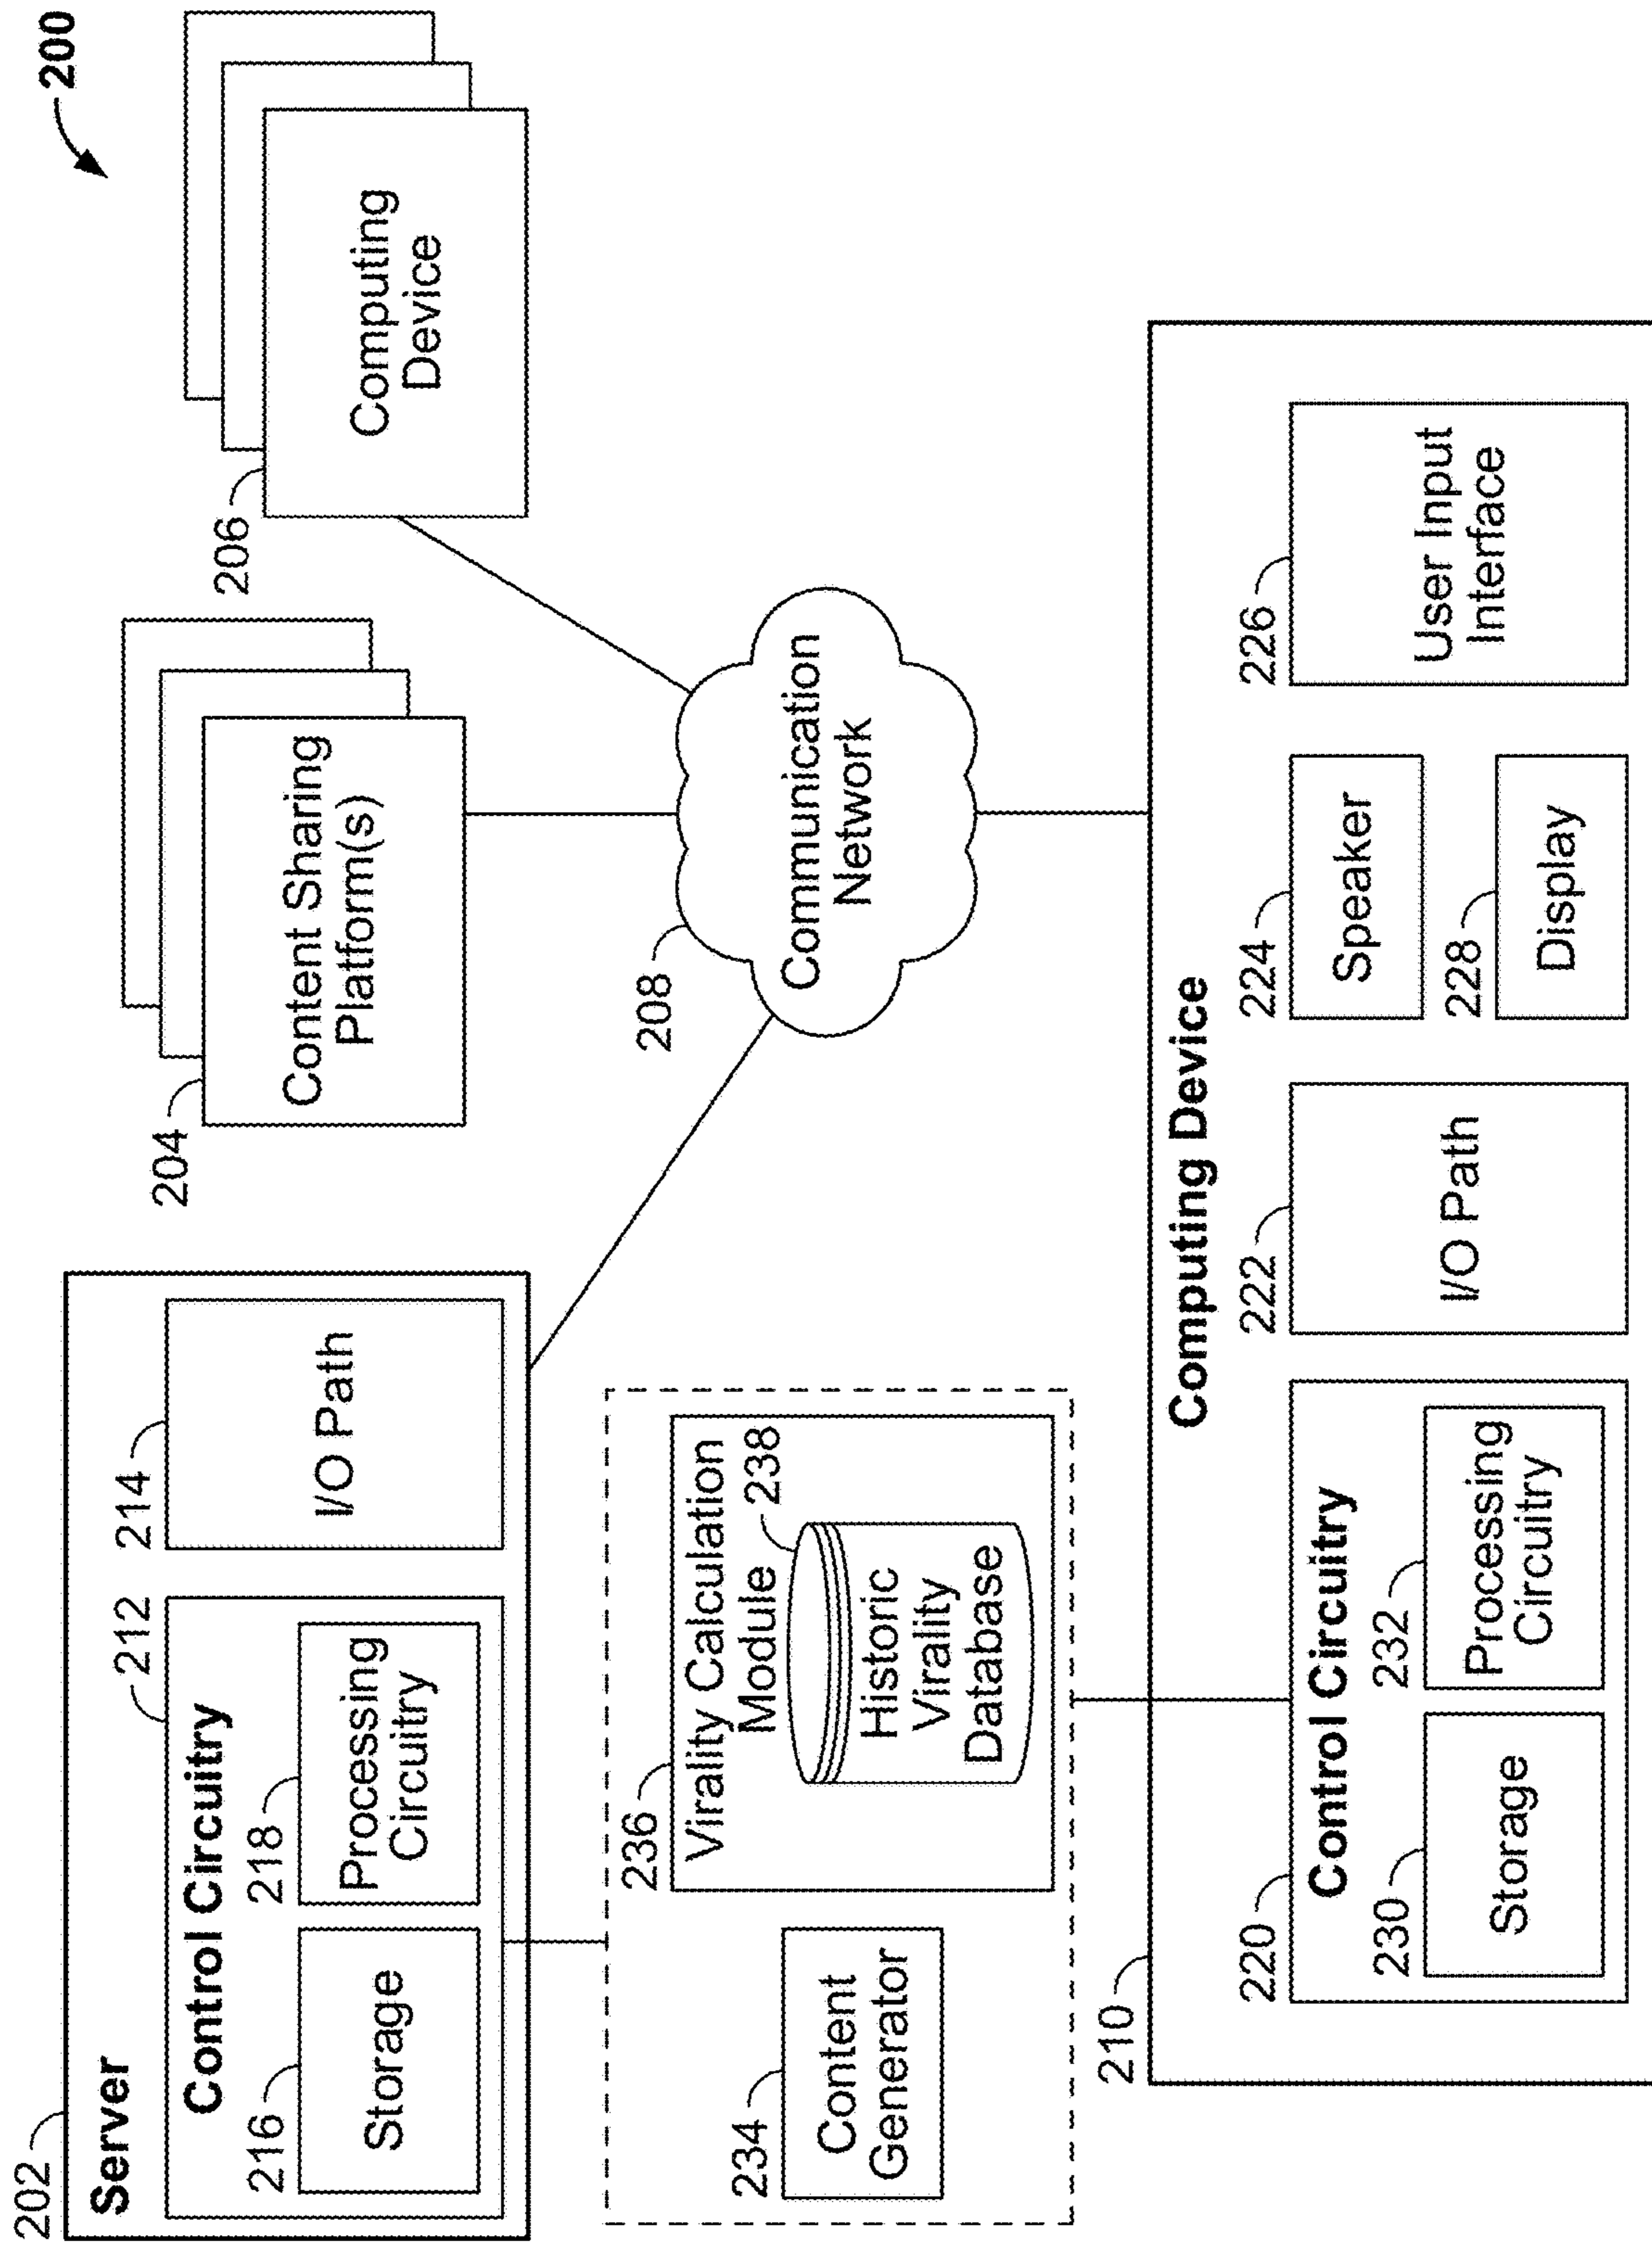 200
202
Server
212
Control Circuitry
216
Storage
218
Processing
Circuitry
214
I/O Path
204
Content Sharing
Platform(s)
206
Computing
Device
208
Communication
Network
234
Content
Generator
236
Virality Calculation
Module
238
Historic
Virality
Database
210
Computing Device
220
Control Circuitry
230
Storage
232
Processing
Circuitry
222
I/O Path
224
Speaker
228
Display
226
User Input
Interface